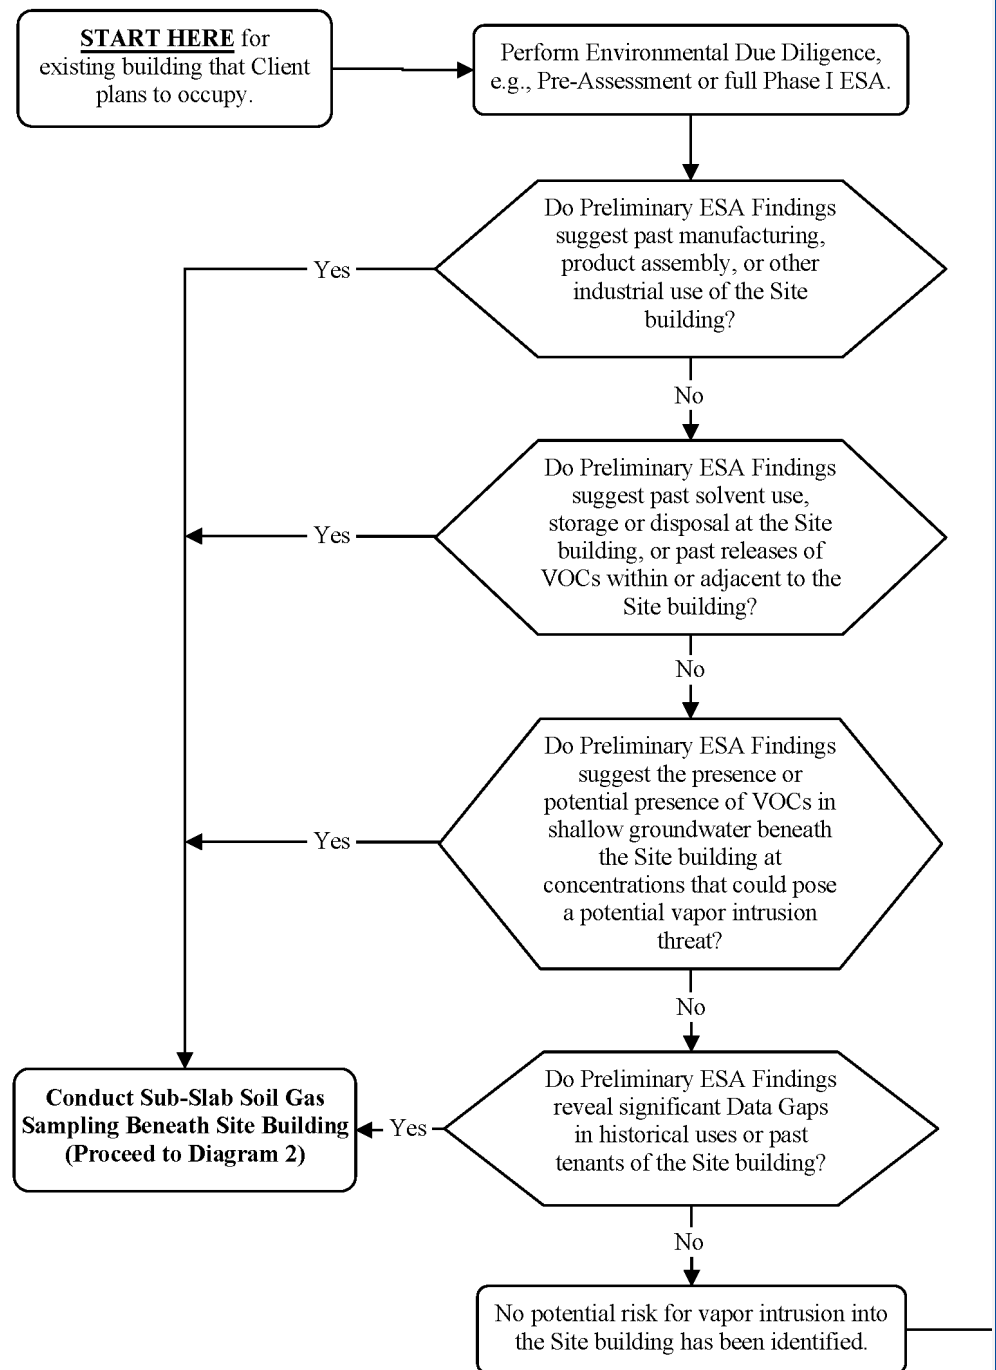 START HERE for
existing building that Client
plans to occupy.
Perform Environmental Due Diligence,
e.g., Pre-Assessment or full Phase I ESA.
Do Preliminary ESA Findings
suggest past manufacturing,
product assembly, or other
industrial use of the Site
building?
Yes
No
Do Preliminary ESA Findings
suggest past solvent use,
storage or disposal at the Site
building, or past releases of
VOCs within or adjacent to the
Site building?
Yes
No
Do Preliminary ESA Findings
suggest the presence or
potential presence of VOCs in
shallow groundwater beneath
the Site building at
concentrations that could pose
a potential vapor intrusion
threat?
Yes
No
Do Preliminary ESA Findings
reveal significant Data Gaps
in historical uses or past
tenants of the Site building?
Yes
Conduct Sub-Slab Soil Gas
Sampling Beneath Site Building
(Proceed to Diagram 2)
No
No potential risk for vapor intrusion into
the Site building has been identified.